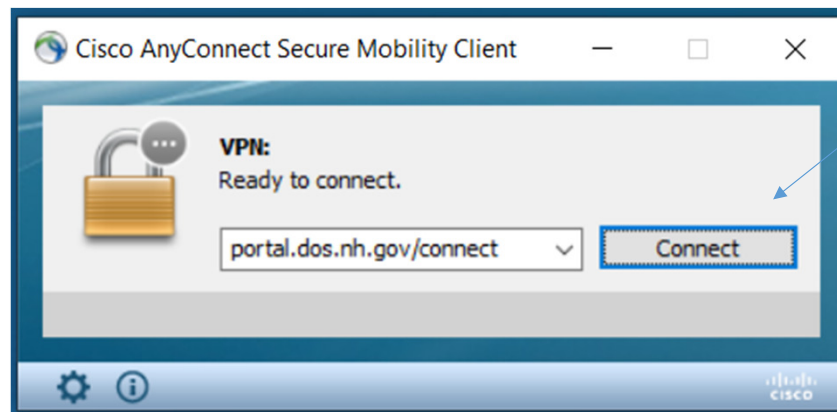 Cisco AnyConnect Secure Mobility Client
VPN:
Ready to connect.
portal.dos.nh.gov/connect
Connect
CISCO